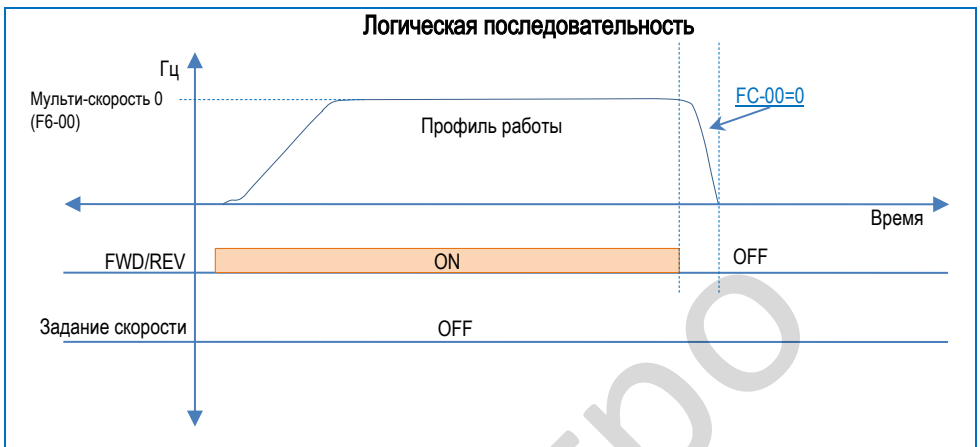 Логическая последовательность
Гц
Мульти-скорость 0
(F6-00)
FC-00=0
Профиль работы
Время
FWD/REV
ON
OFF
Задание скорости
OFF